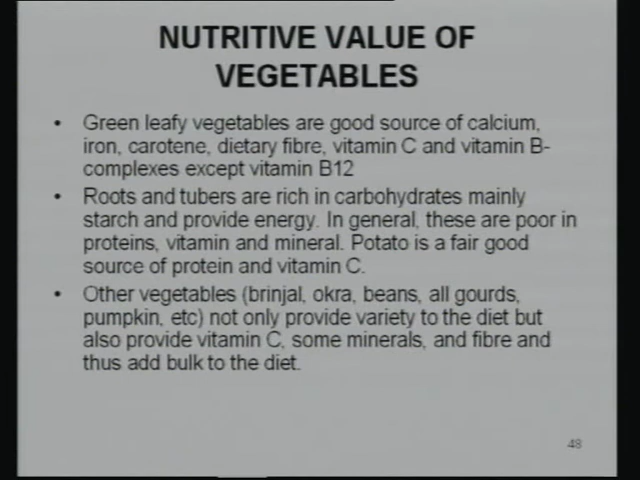 NUTRITIVE VALUE OF
VEGETABLES
• Green leafy vegetables are good source of calcium,
iron, carotene, dietary fibre, vitamin C and vitamin B-
complexes except vitamin B12
• Roots and tubers are rich in carbohydrates mainly
starch and provide energy. In general, these are poor in
proteins, vitamin and mineral. Potato is a fair good
source of protein and vitamin C.
• Other vegetables (brinjal, okra, beans, all gourds,
pumpkin, etc) not only provide variety to the diet but
also provide vitamin C, some minerals, and fibre and
thus add bulk to the diet.
48